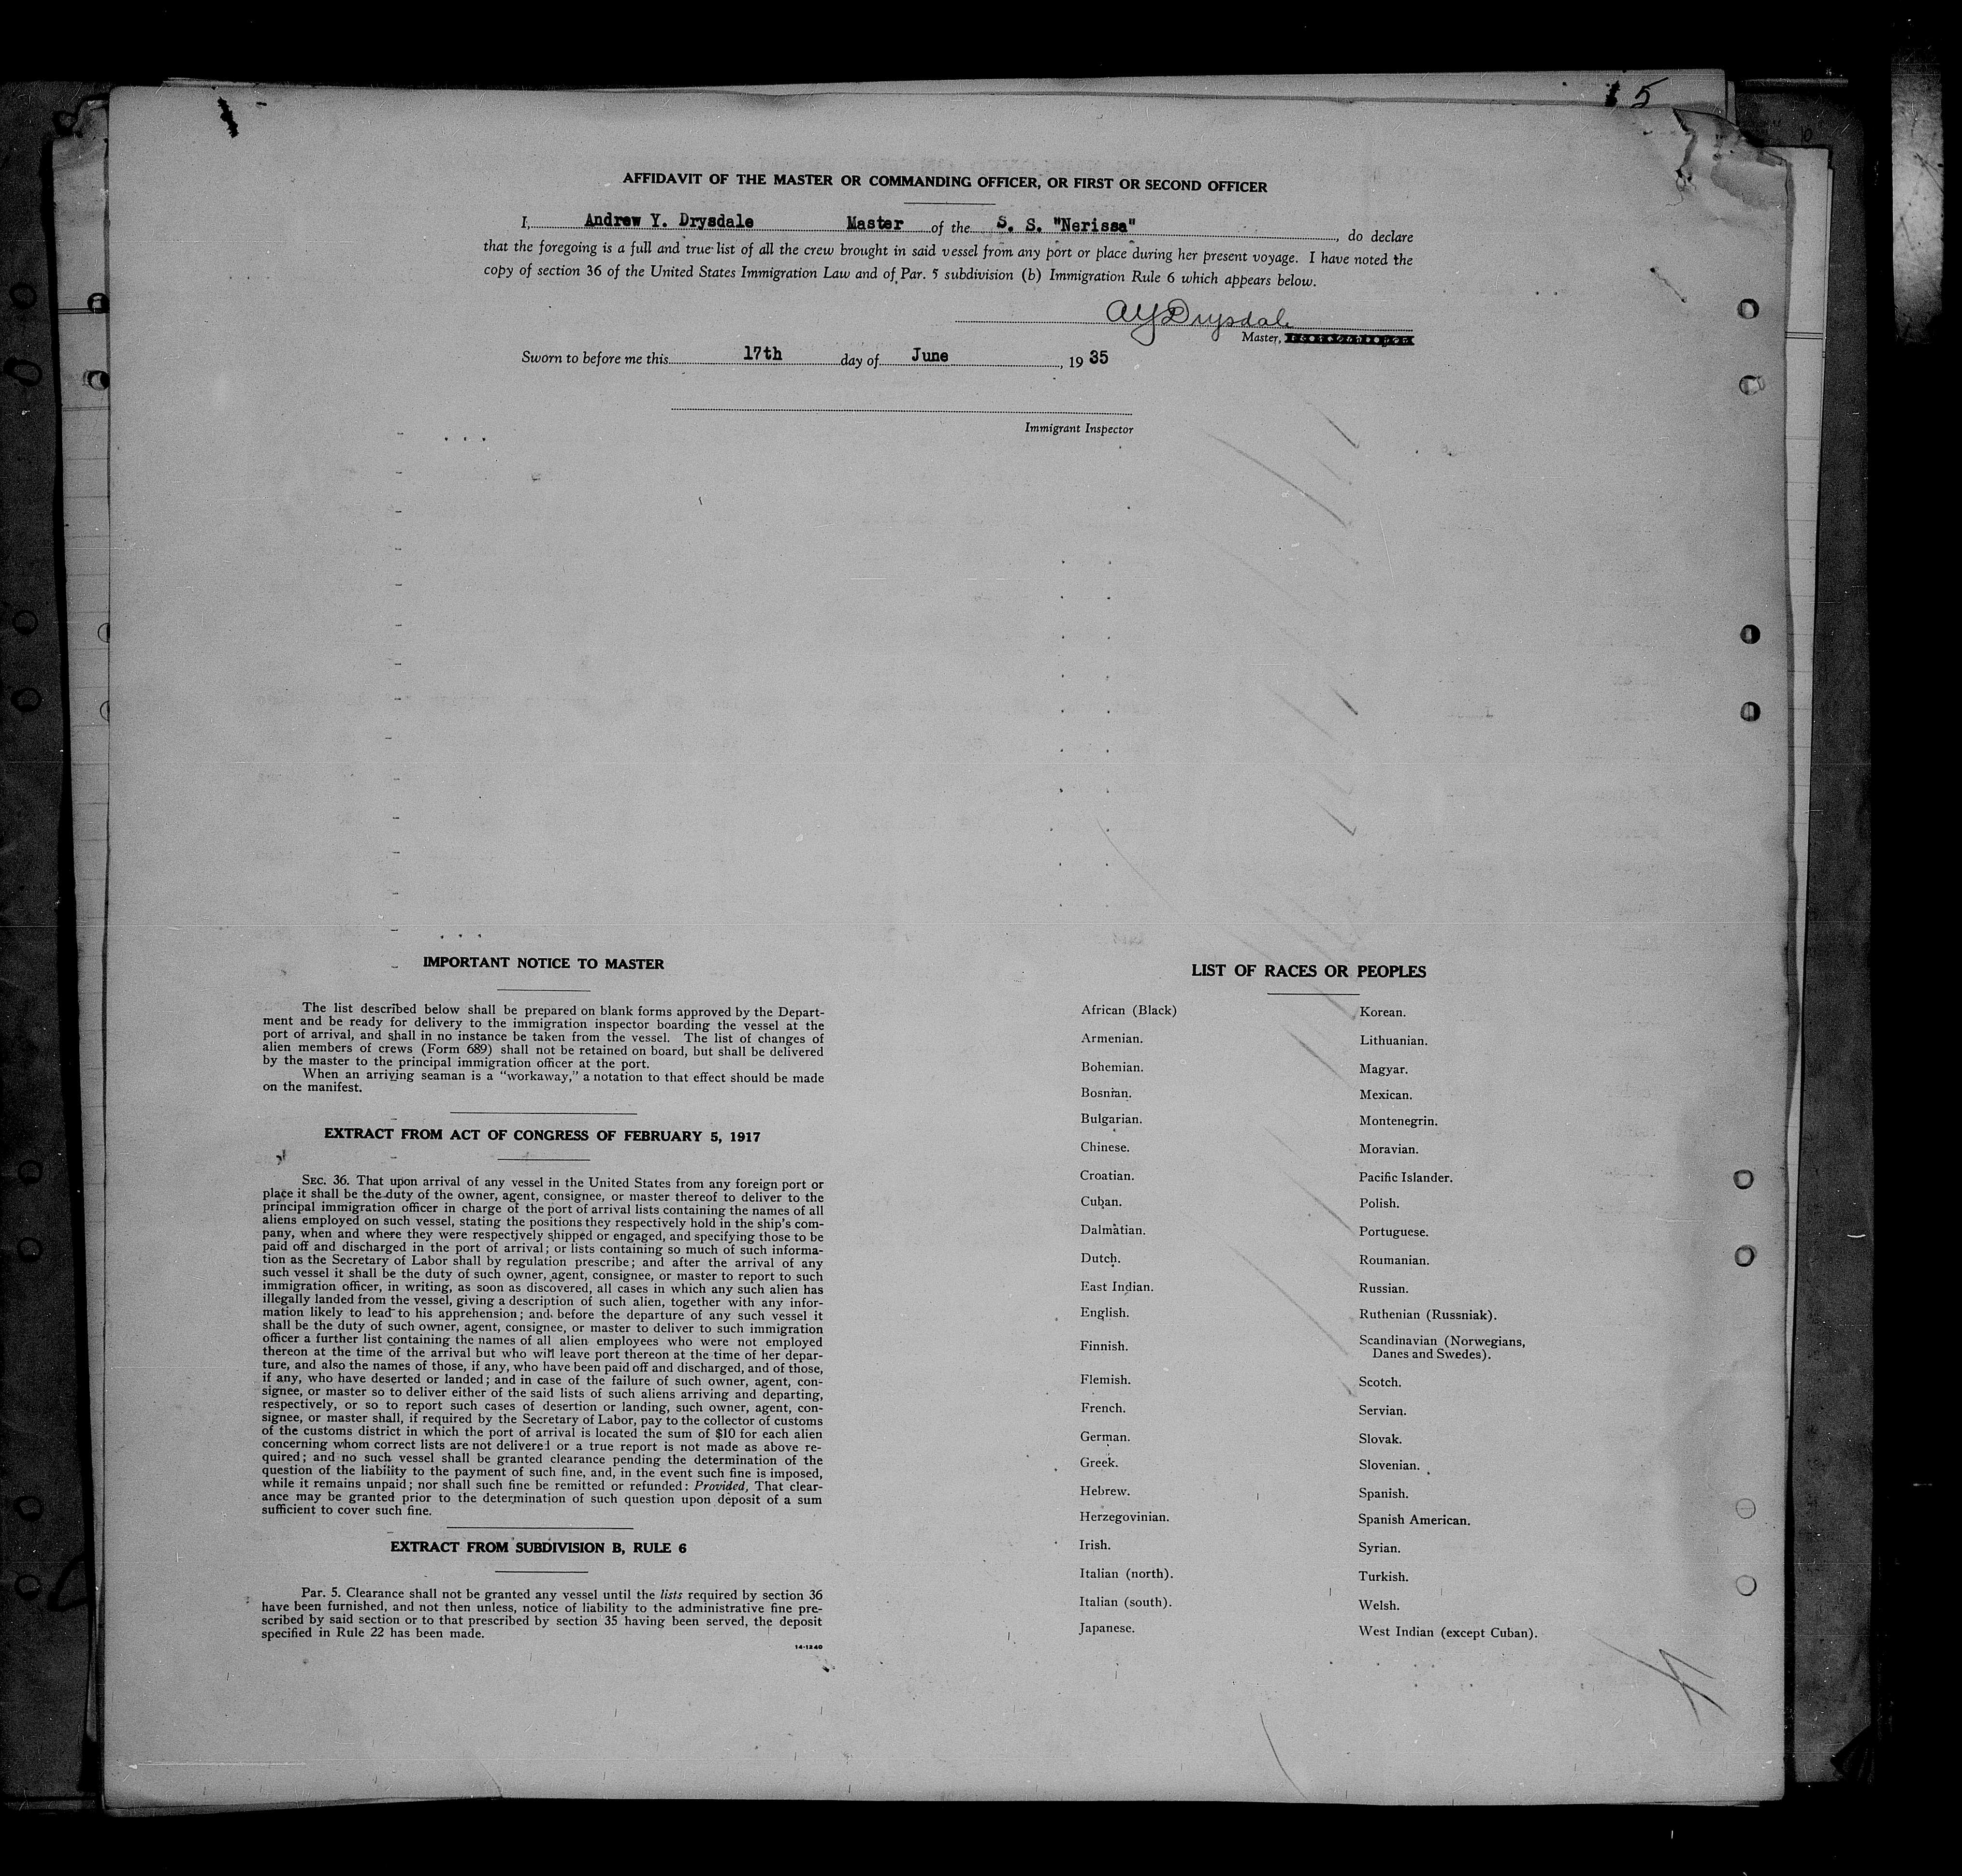 5
AFFIDAVIT OF THE MASTER OR COMMANDING OFFICER, OR FIRST OR SECOND OFFICER
I, Andrew Y. Drysdale Master of the S. S. "Nerissa", do declare
that the foregoing is a full and true list of all the crew brought in said vessel from any port or place during her present voyage. I have noted the
copy of section 36 of the United States Immigration Law and of Par. 5 subdivision (b) Immigration Rule 6 which appears below.
AYDrysdale
Master,
Sworn to before me this 17th day of June, 1935
Immigrant Inspector
IMPORTANT NOTICE TO MASTER
The list described below shall be prepared on blank forms approved by the Depart-
ment and be ready for delivery to the immigration inspector boarding the vessel at the
port of arrival, and shall in no instance be taken from the vessel. The list of changes of
alien members of crews (Form 689) shall not be retained on board, but shall be delivered
by the master to the principal immigration officer at the port.
When an arriving seaman is a "workaway," a notation to that effect should be made
on the manifest.
EXTRACT FROM ACT OF CONGRESS OF FEBRUARY 5, 1917
SEC. 36. That upon arrival of any vessel in the United States from any foreign port or
place it shall be the duty of the owner, agent, consignee, or master thereof to deliver to the
principal immigration officer in charge of the port of arrival lists containing the names of all
aliens employed on such vessel, stating the positions they respectively hold in the ship's com-
pany, when and where they were respectively shipped or engaged, and specifying those to be
paid off and discharged in the port of arrival; or lists containing so much of such informa-
tion as the Secretary of Labor shall by regulation prescribe; and after the arrival of any
such vessel it shall be the duty of such owner, agent, consignee, or master to report to such
immigration officer, in writing, as soon as discovered, all cases in which any such alien has
illegally landed from the vessel, giving a description of such alien, together with any infor-
mation likely to lead to his apprehension; and before the departure of any such vessel it
shall be the duty of such owner, agent, consignee, or master to deliver to such immigration
officer a further list containing the names of all alien employees who were not employed
thereon at the time of the arrival but who will leave port thereon at the time of her depar-
ture, and also the names of those, if any, who have been paid off and discharged, and of those,
if any, who have deserted or landed; and in case of the failure of such owner, agent, con-
signee, or master so to deliver either of the said lists of such aliens arriving and departing,
respectively, or so to report such cases of desertion or landing, such owner, agent, con-
signee, or master shall, if required by the Secretary of Labor, pay to the collector of customs
of the customs district in which the port of arrival is located the sum of $10 for each alien
concerning whom correct lists are not delivered or a true report is not made as above re-
quired; and no such vessel shall be granted clearance pending the determination of the
question of the liability to the payment of such fine, and, in the event such fine is imposed,
while it remains unpaid; nor shall such fine be remitted or refunded: Provided, That clear-
ance may be granted prior to the determination of such question upon deposit of a sum
sufficient to cover such fine.
EXTRACT FROM SUBDIVISION B, RULE 6
Par. 5. Clearance shall not be granted any vessel until the lists required by section 36
have been furnished, and not then unless, notice of liability to the administrative fine pre-
scribed by said section or to that prescribed by section 35 having been served, the deposit
specified in Rule 22 has been made.
14-1240
LIST OF RACES OR PEOPLES
African (Black)
Armenian.
Bohemian.
Bosnian.
Bulgarian.
Chinese.
Croatian.
Cuban.
Dalmatian.
Dutch.
East Indian.
English.
Finnish.
Flemish.
French.
German.
Greek.
Hebrew.
Herzegovinian.
Irish.
Italian (north).
Italian (south).
Japanese.
Korean.
Lithuanian.
Magyar.
Mexican.
Montenegrin.
Moravian.
Pacific Islander.
Polish.
Portuguese.
Roumanian.
Russian.
Ruthenian (Russniak).
Scandinavian (Norwegians,
Danes and Swedes).
Scotch.
Servian.
Slovak.
Slovenian.
Spanish.
Spanish American.
Syrian.
Turkish.
Welsh.
West Indian (except Cuban).